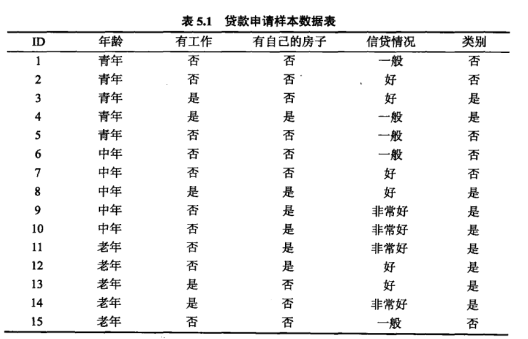 表 5.1 贷款申请样本数据表
ID 年龄 有工作 有自己的房子 信贷情况 类别
1 青年 否 否 一般 否
2 青年 否 否 好 否
3 青年 是 否 好 是
4 青年 是 是 一般 是
5 青年 否 否 一般 否
6 中年 否 否 一般 否
7 中年 否 否 好 否
8 中年 是 是 好 是
9 中年 否 是 非常好 是
10 中年 否 是 非常好 是
11 老年 否 是 非常好 是
12 老年 否 是 好 是
13 老年 是 否 好 是
14 老年 是 否 非常好 是
15 老年 否 否 一般 否